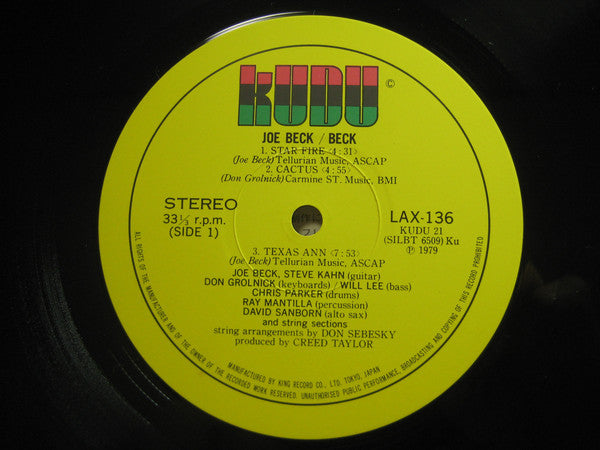 KUDU
©
JOE BECK / BECK
1. STAR FIRE <4:31>
(Joe Beck) Tellurian Music, ASCAP
2. CACTUS <4:55>
(Don Grolnick) Carmine ST. Music, BMI
STEREO
33⅓ r.p.m.
(SIDE 1)
LAX-136
KUDU 21
(SILBT 6509) Ku
Ⓟ 1979
3. TEXAS ANN <7:53>
(Joe Beck) Tellurian Music, ASCAP
JOE BECK, STEVE KAHN (guitar)
DON GROLNICK (keyboards) / WILL LEE (bass)
CHRIS PARKER (drums)
RAY MANTILLA (percussion)
DAVID SANBORN (alto sax)
and string sections
string arrangements by DON SEBESKY
produced by CREED TAYLOR
ALL RIGHTS OF THE MANUFACTURER AND OF THE OWNER OF THE RECORDED WORK RESERVED. UNAUTHORISED PUBLIC PERFORMANCE, BROADCASTING AND COPYING OF THIS RECORD PROHIBITED
MANUFACTURED BY KING RECORD CO., LTD. TOKYO, JAPAN